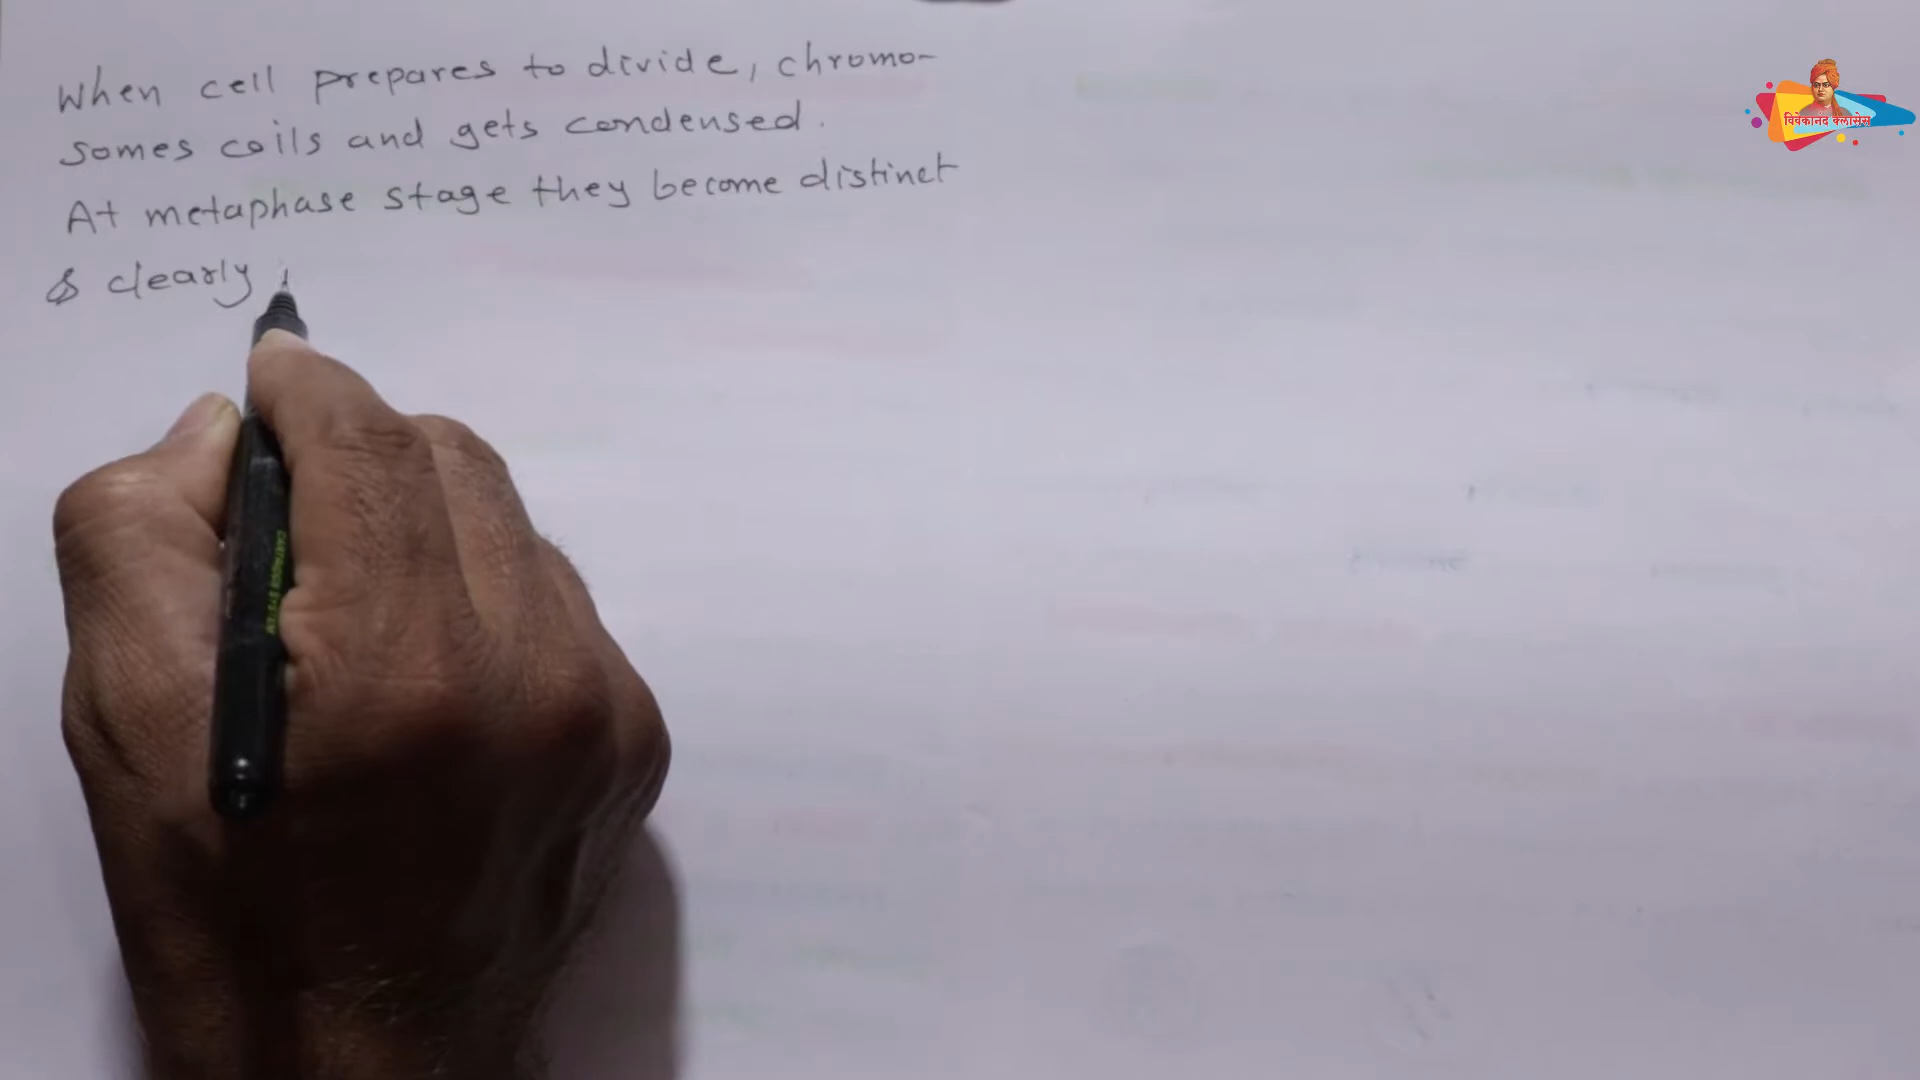 When cell prepares to divide, chromo-
somes coils and gets condensed.
At metaphase stage they become distinct
& clearly
विवेकानंद क्लासेस